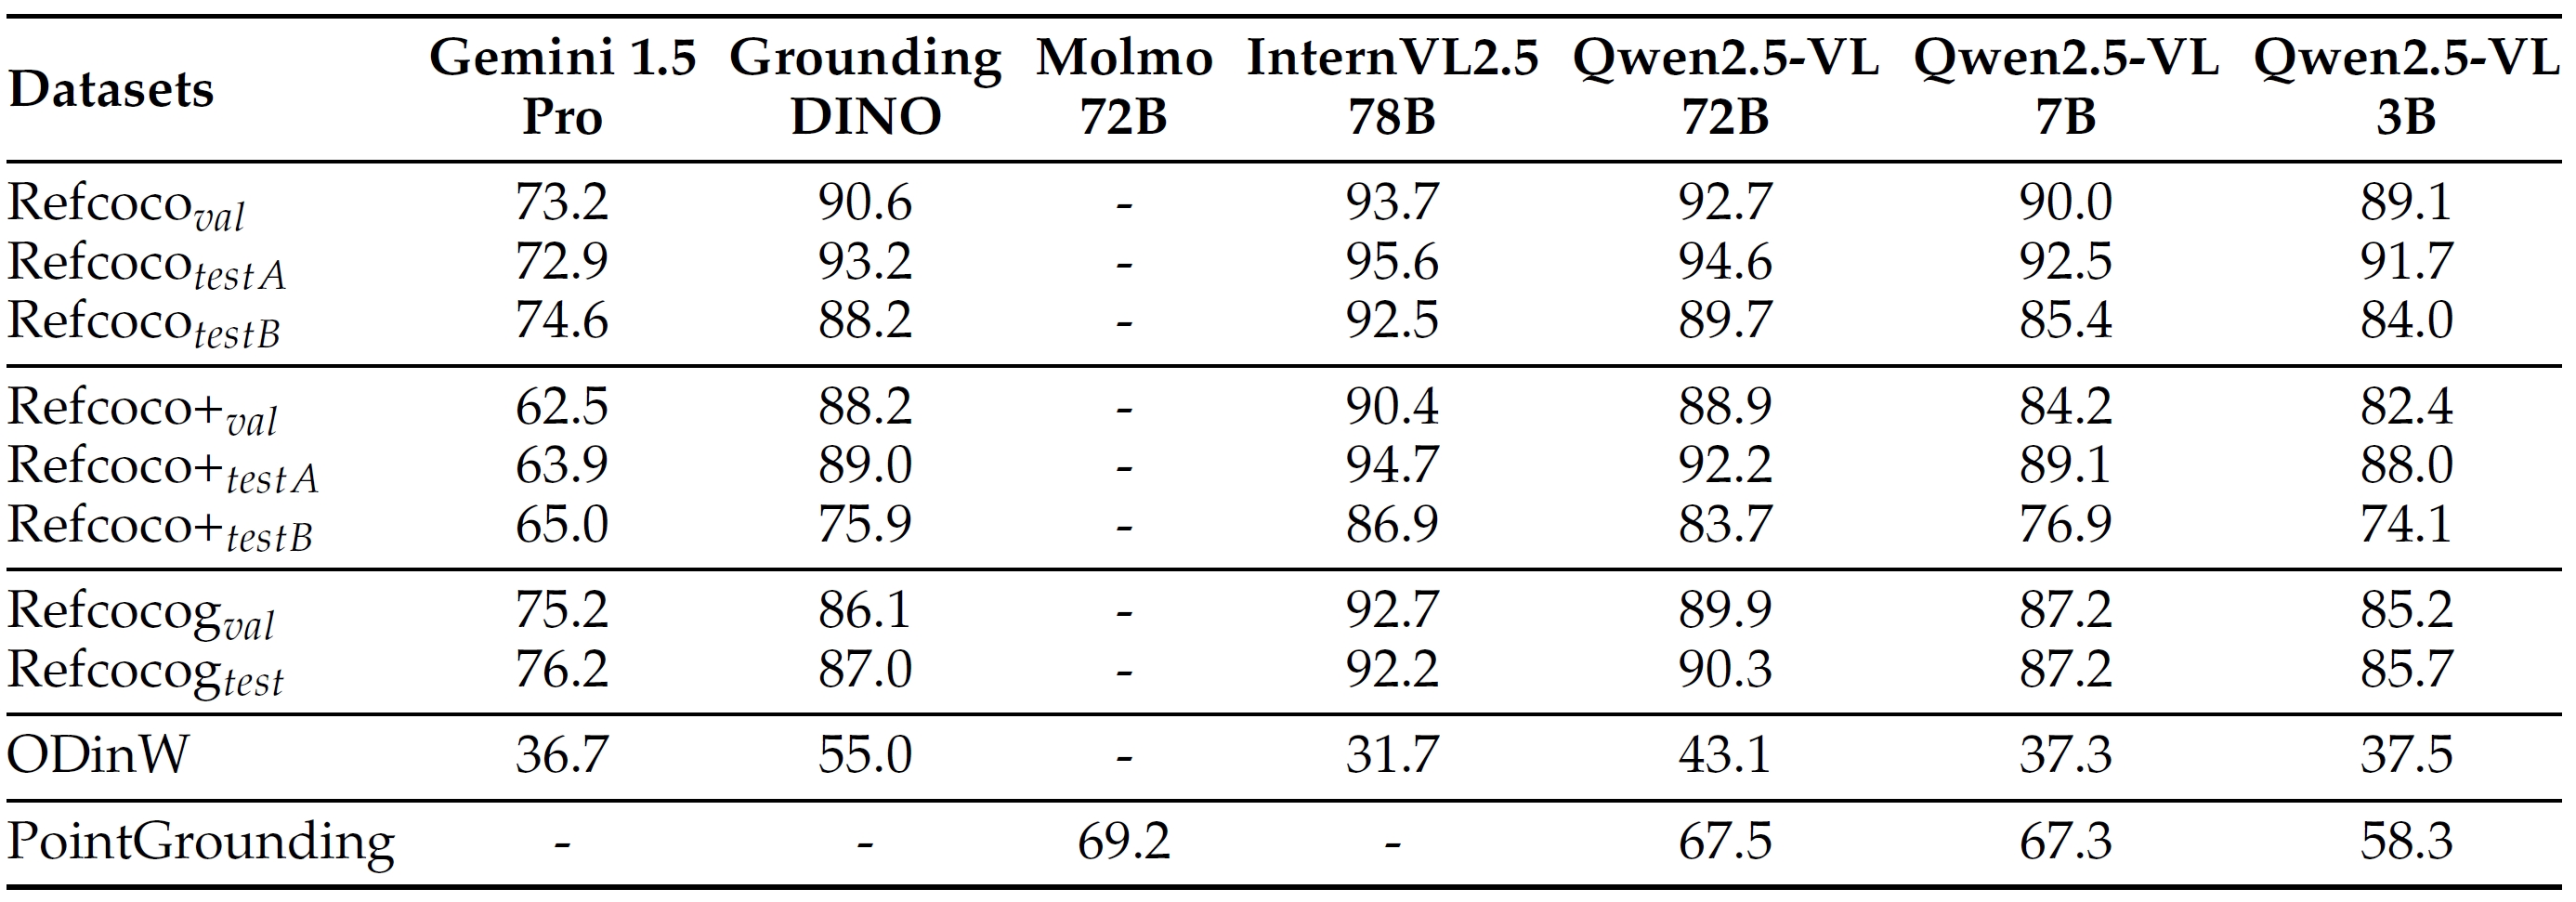 Datasets Gemini 1.5 Pro Grounding DINO Molmo 72B InternVL2.5 78B Qwen2.5-VL 72B Qwen2.5-VL 7B Qwen2.5-VL 3B
Refcoco val 73.2 90.6 - 93.7 92.7 90.0 89.1
Refcoco testA 72.9 93.2 - 95.6 94.6 92.5 91.7
Refcoco testB 74.6 88.2 - 92.5 89.7 85.4 84.0
Refcoco+ val 62.5 88.2 - 90.4 88.9 84.2 82.4
Refcoco+ testA 63.9 89.0 - 94.7 92.2 89.1 88.0
Refcoco+ testB 65.0 75.9 - 86.9 83.7 76.9 74.1
Refcocog val 75.2 86.1 - 92.7 89.9 87.2 85.2
Refcocog test 76.2 87.0 - 92.2 90.3 87.2 85.7
ODinW 36.7 55.0 - 31.7 43.1 37.3 37.5
PointGrounding - - 69.2 - 67.5 67.3 58.3